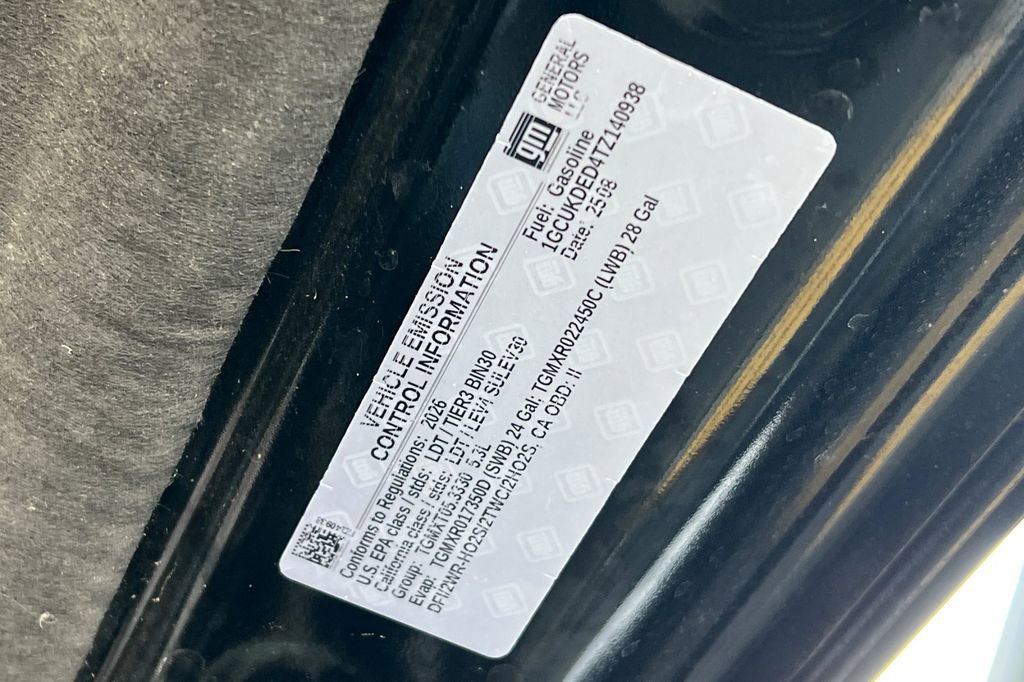 VEHICLE EMISSION
CONTROL INFORMATION
gm
GENERAL
MOTORS
LLC
Conforms to Regulations: 2026
U.S. EPA class / stds: LDT / TIER3 BIN30
California class / stds: LDT / LEV4 SULEV30
Group: TGMXT05.3330 5.3L
Evap: TGMXR017350D (SWB) 24 Gal; TGMXR022450C (LWB) 28 Gal
DFI/2WR-HO2S/2TWC/2HO2S, CA OBD: II
Fuel: Gasoline
1GCUKDED4TZ140938
Date: 2508